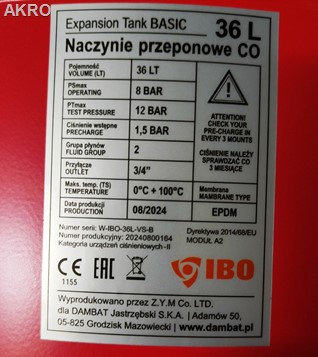 AKRO
Expansion Tank BASIC
36 L
Naczynie przeponowe CO
Pojemność
VOLUME (LT)
36 LT
PSmax
OPERATING
8 BAR
PTmax
TEST PRESSURE
12 BAR
Ciśnienie wstępne
PRECHARGE
1,5 BAR
Grupa płynów
FLUID GROUP
2
Przyłącze
OUTLET
3/4"
Maks. temp. (TS)
TEMPERATURE
0°C + 100°C
Data produkcji
PRODUCTION
08/2024
ATTENTION!
CHECK YOUR
PRE-CHARGE IN
EVERY 3 MOUNTS
CIŚNIENIE NALEŻY
SPRAWDZAĆ CO
3 MIESIĄCE
Membrana
MAMBRANE TYPE
EPDM
Numer serii: W-IBO-36L-VS-B
Numer produkcyjny: 20240800164
Kategoria urządzeń ciśnieniowych -II
Dyrektywa 2014/68/EU
MODUŁ A2
CE EAC
1155
IBO
Wyprodukowano przez Z.Y.M Co. LTD.
dla DAMBAT Jastrzębski S.K.A. | Adamów 50,
05-825 Grodzisk Mazowiecki | www.dambat.pl